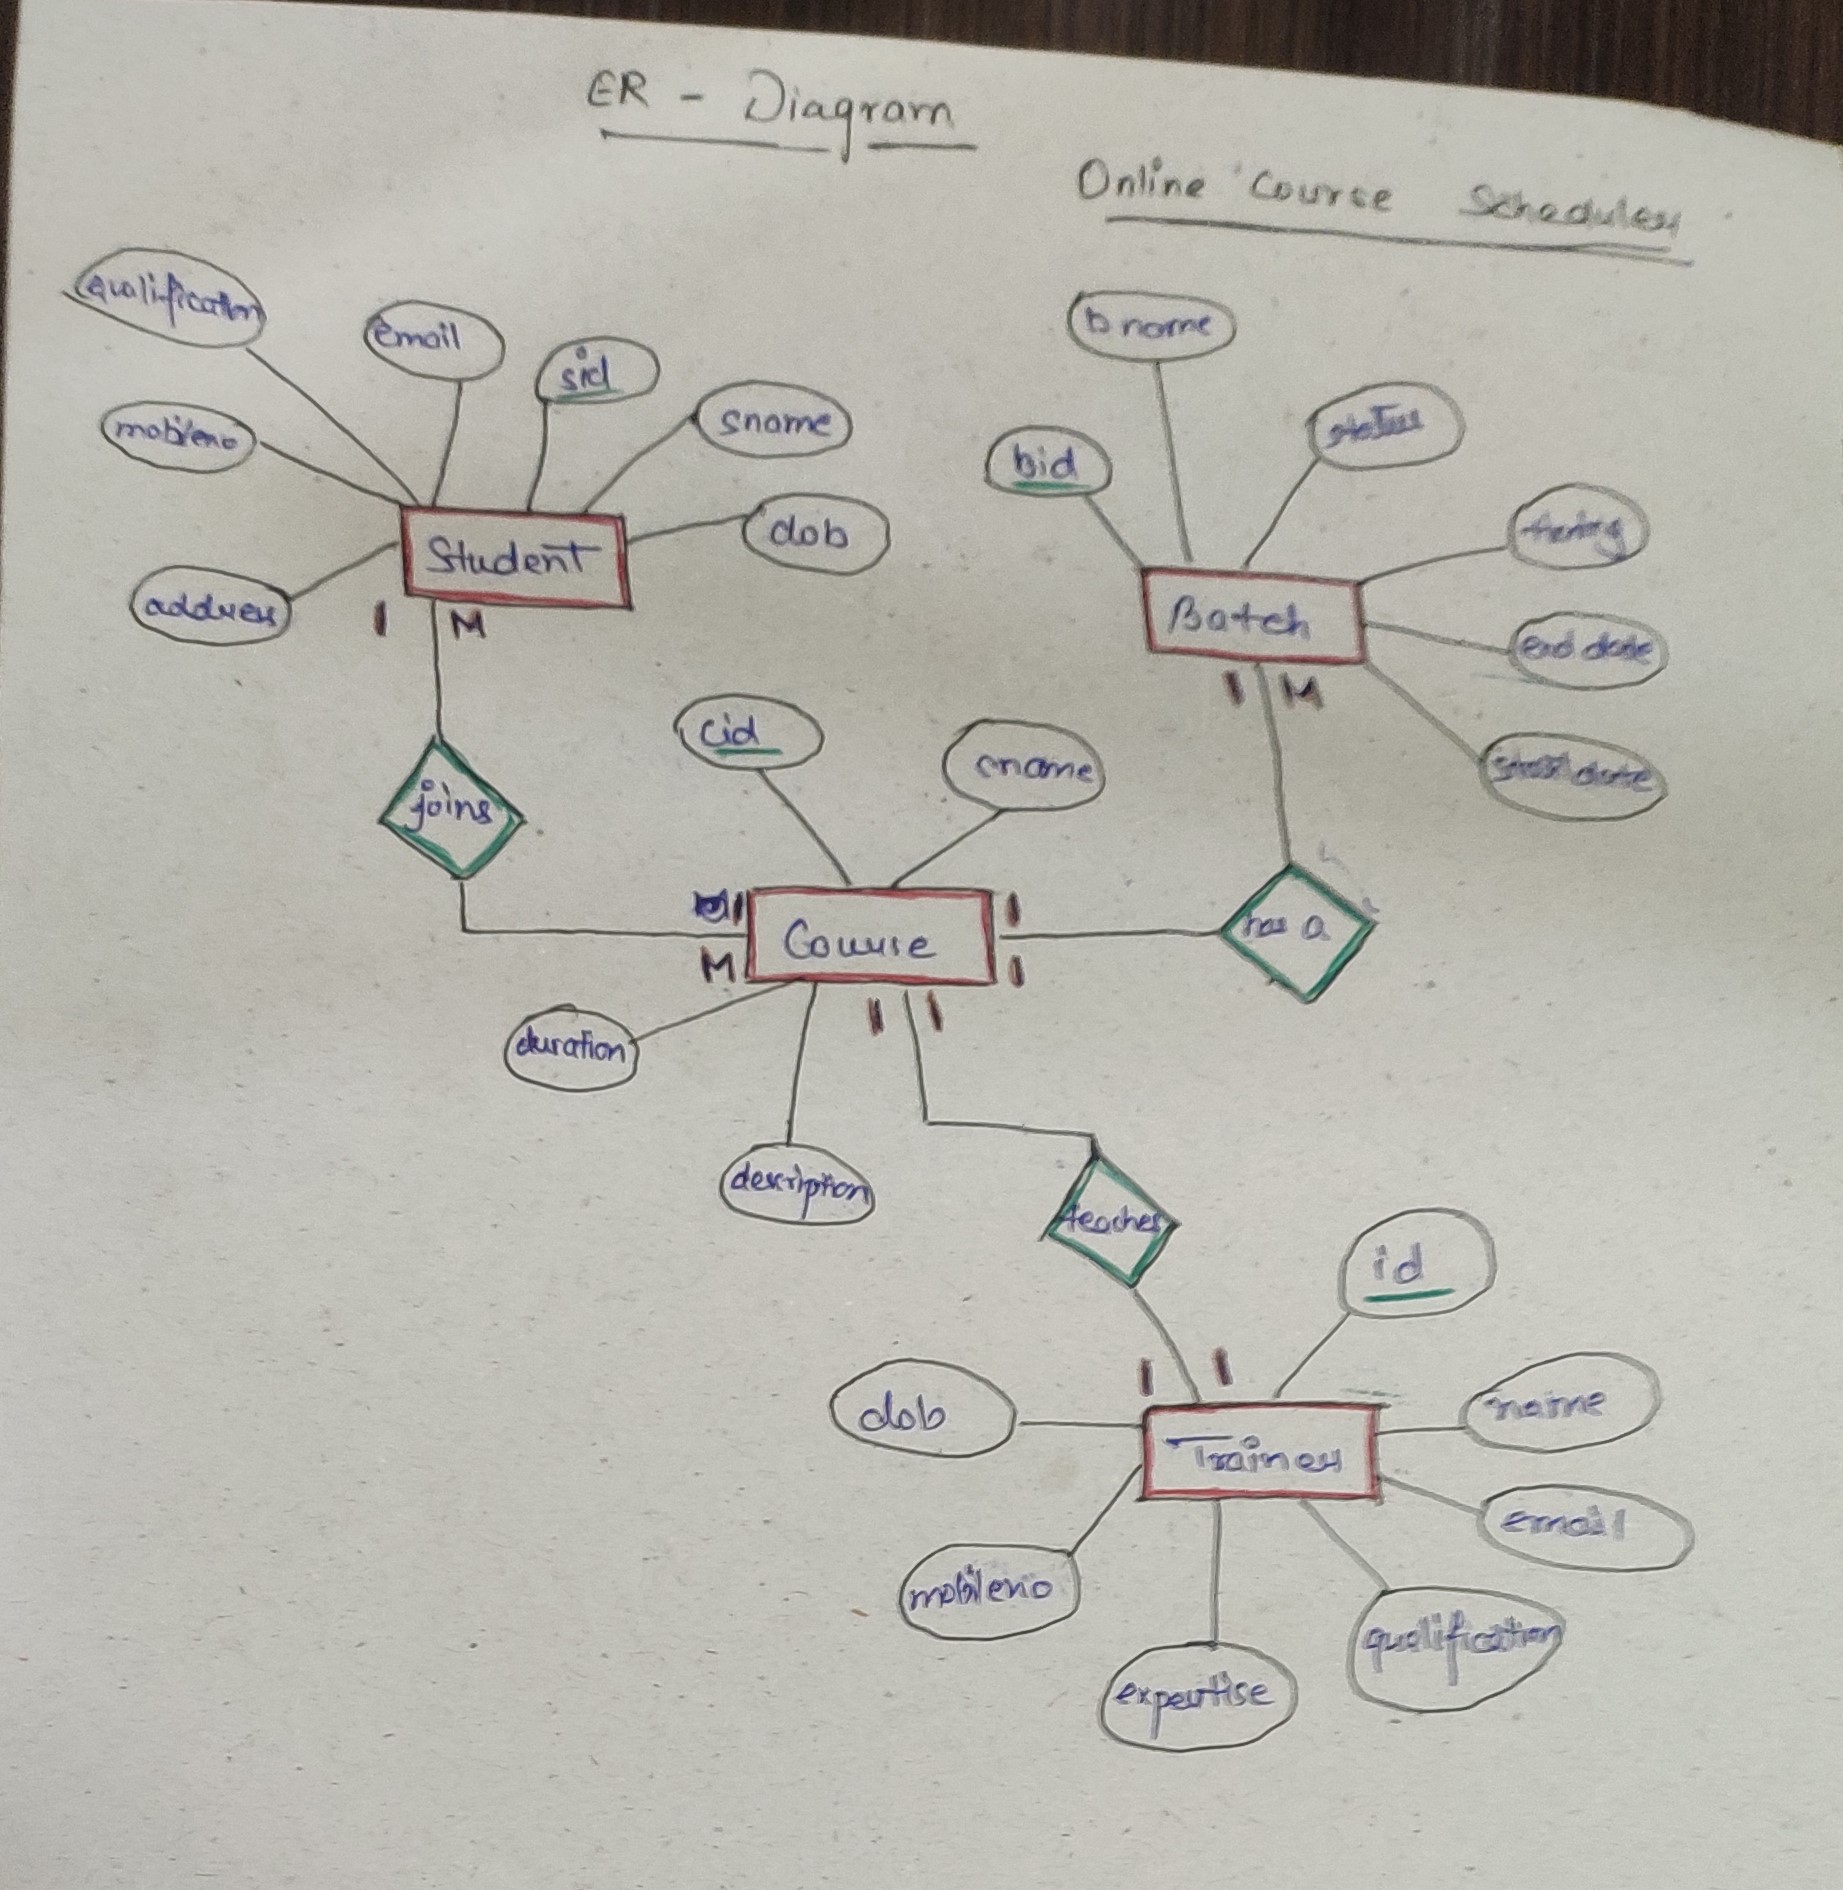 ER - Diagram
Online Course Scheduler
qualification
email
sid
sname
mobileno
dob
address
Student
1 M
bname
status
bid
timing
end date
start date
Batch
1 M
joins
cid
cname
1
M
Course
1
1
has a
duration
1 1
description
teaches
id
1 1
dob
name
Trainer
email
mobileno
qualification
expertise